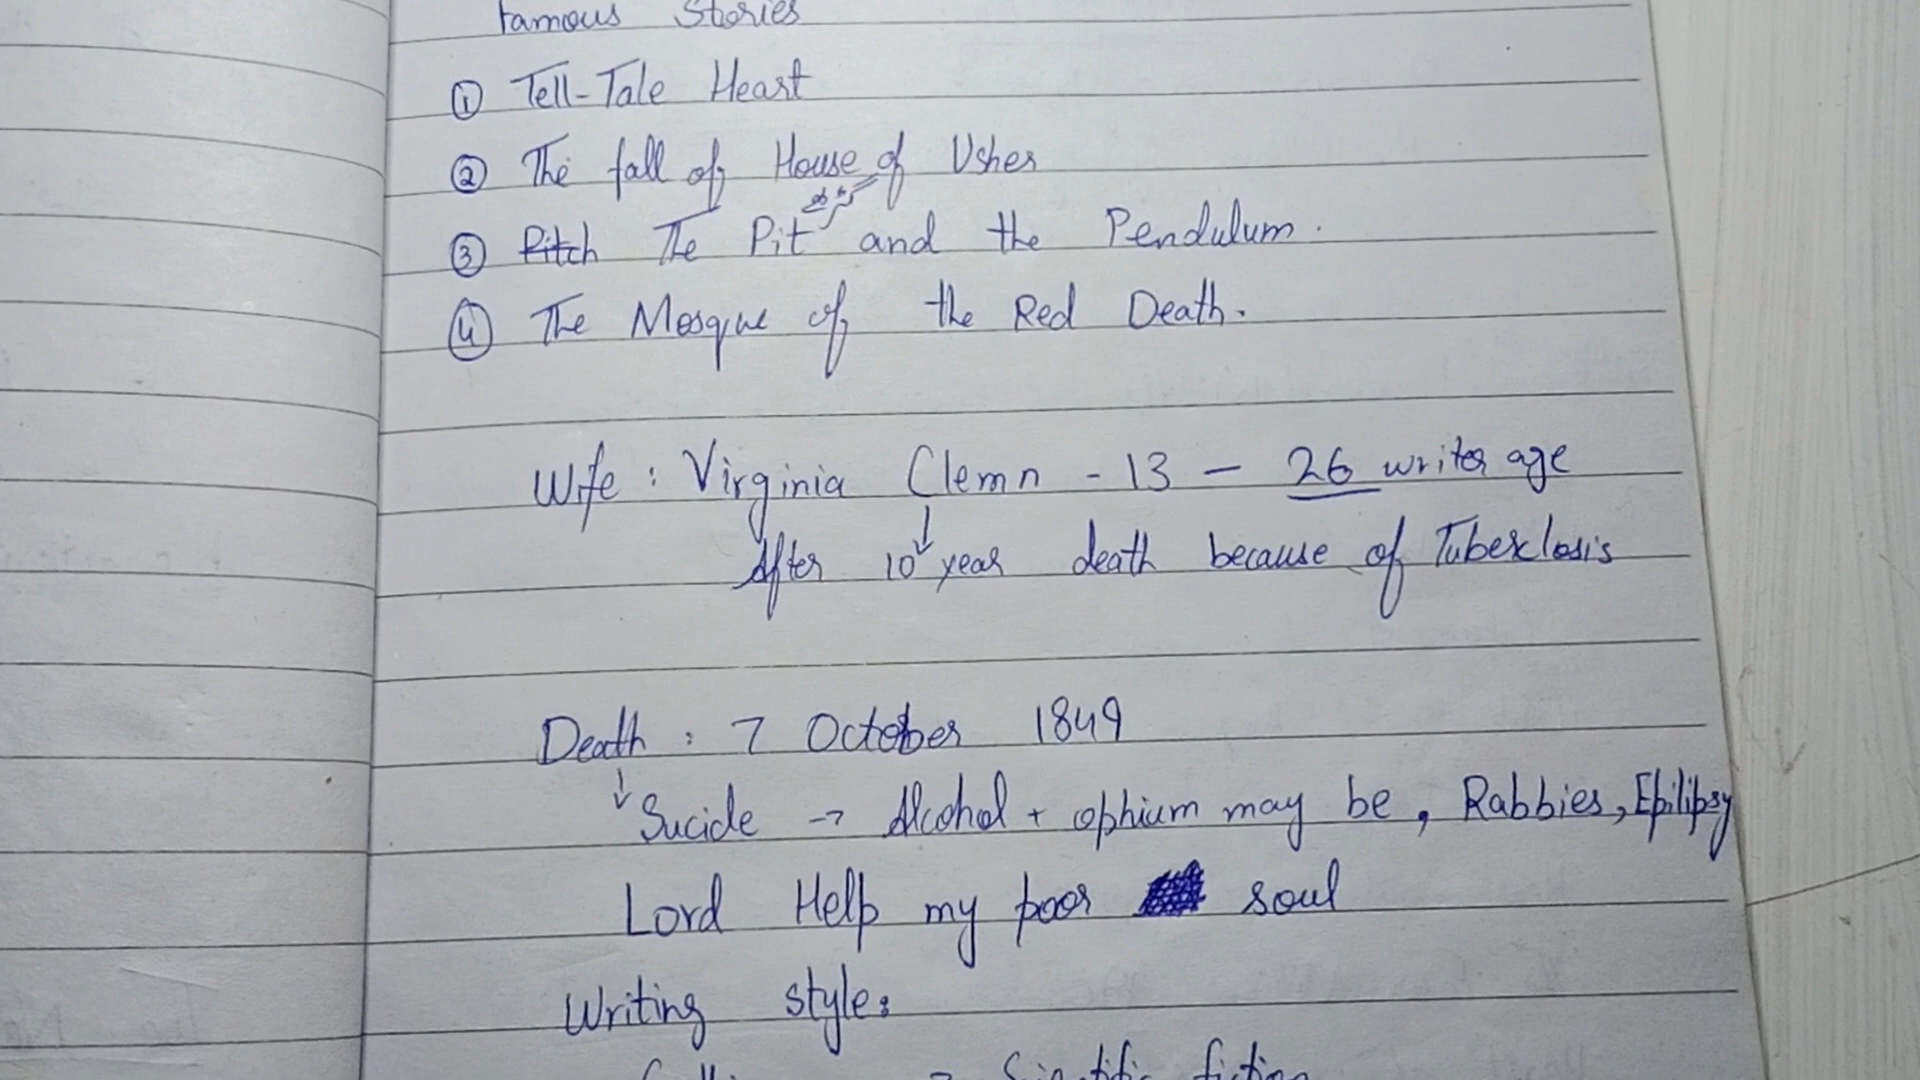 Famous Stories
① Tell-Tale Heart
② The fall of House of Usher
③ Pitch The Pit and the Pendulum.
④ The Mosque of the Red Death.
Wife : Virginia Clemn - 13 — 26 writer age
After 10 year death because of Tuberclosis
Death : 7 October 1849
↓ Sucide → Alcohol + ophium may be, Rabbies, Epilipsy
Lord Help my poor soul
Writing style:
= Scientific fiction